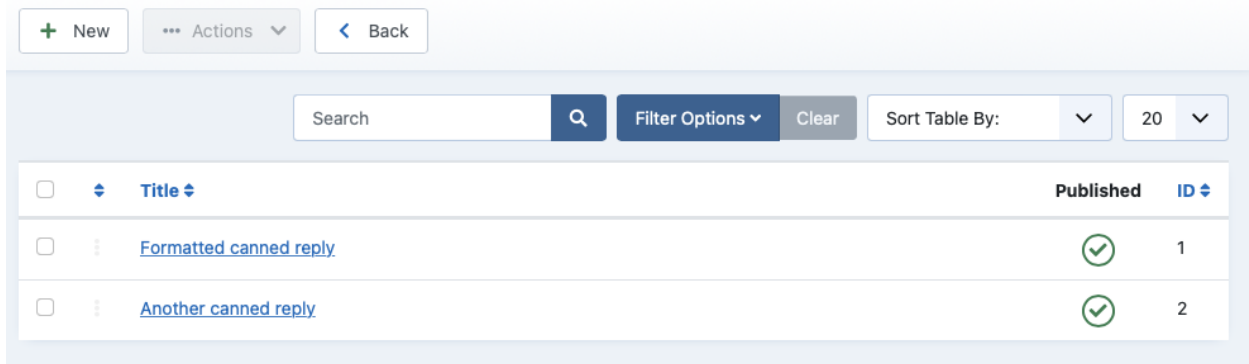 New Actions Back
Search Filter Options Clear Sort Table By: 20
Title Published ID
Formatted canned reply 1
Another canned reply 2